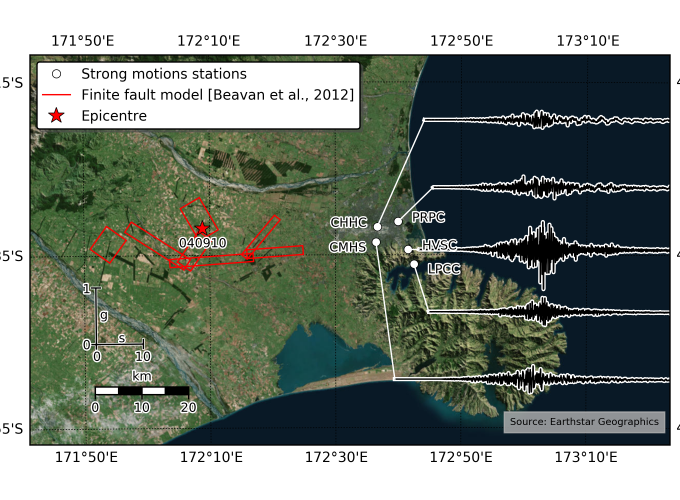 171°50'E 172°10'E 172°30'E 172°50'E 173°10'E
Strong motions stations
Finite fault model [Beavan et al., 2012]
Epicentre
5'S
CHHC
PRPC
040910
CMHS
HVSC
5'S
LPCC
1
g
s
0
0 10
km
0 10 20
Source: Earthstar Geographics
5'S
171°50'E 172°10'E 172°30'E 172°50'E 173°10'E